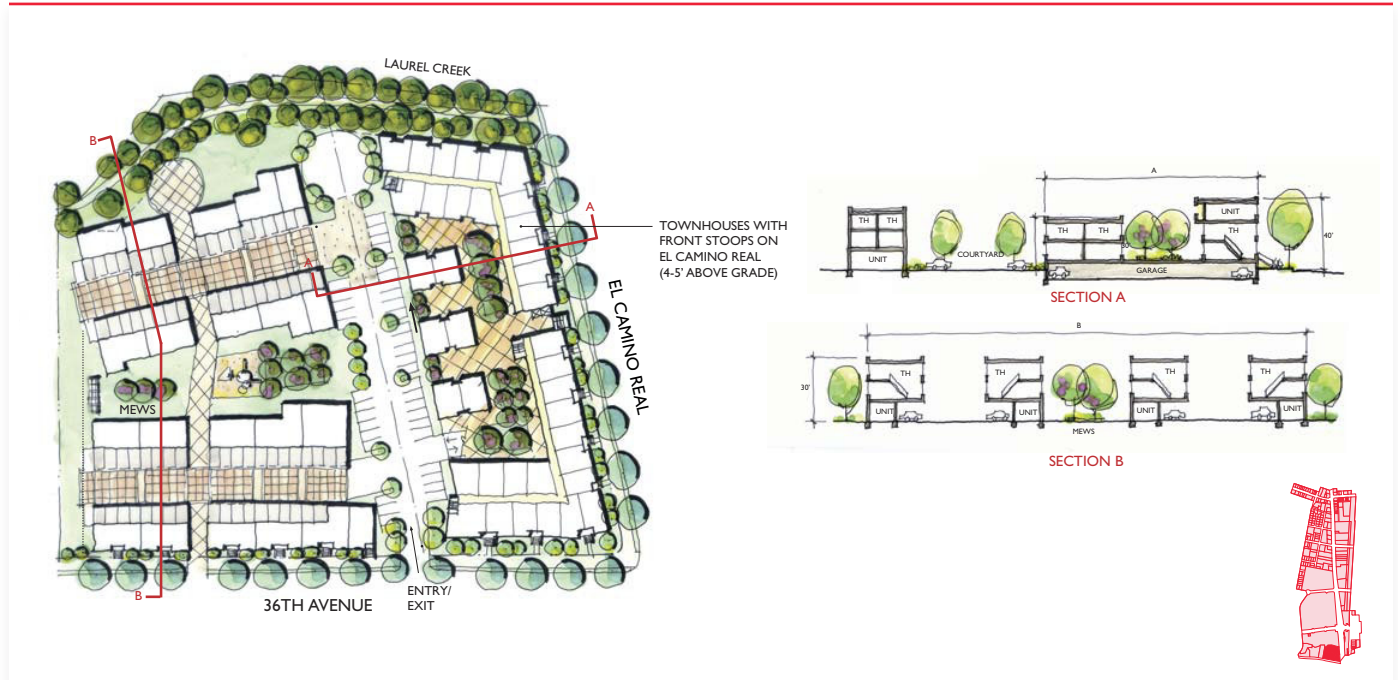 LAUREL CREEK
B
A
A
TOWNHOUSES WITH
FRONT STOOPS ON
EL CAMINO REAL
(4-5' ABOVE GRADE)
EL CAMINO REAL
MEWS
B
36TH AVENUE
ENTRY/
EXIT
A
TH TH
UNIT
COURTYARD
TH TH
30'
UNIT
TH
40'
GARAGE
SECTION A
B
30'
TH
UNIT
TH
UNIT
MEWS
TH
UNIT
TH
UNIT
SECTION B